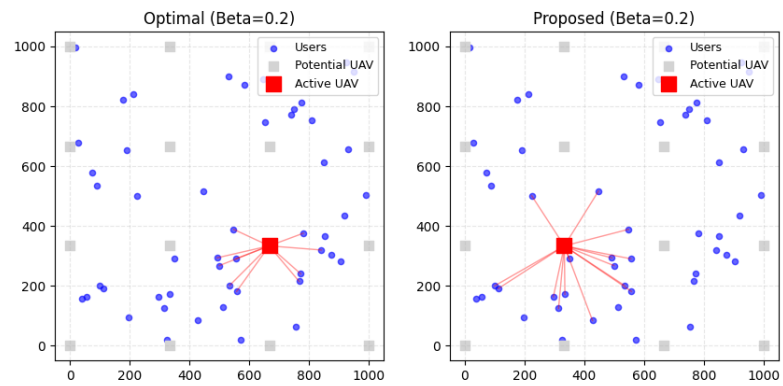 Optimal (Beta=0.2)
Users
Potential UAV
Active UAV
1000
800
600
400
200
0
0 200 400 600 800 1000
Proposed (Beta=0.2)
Users
Potential UAV
Active UAV
1000
800
600
400
200
0
0 200 400 600 800 1000